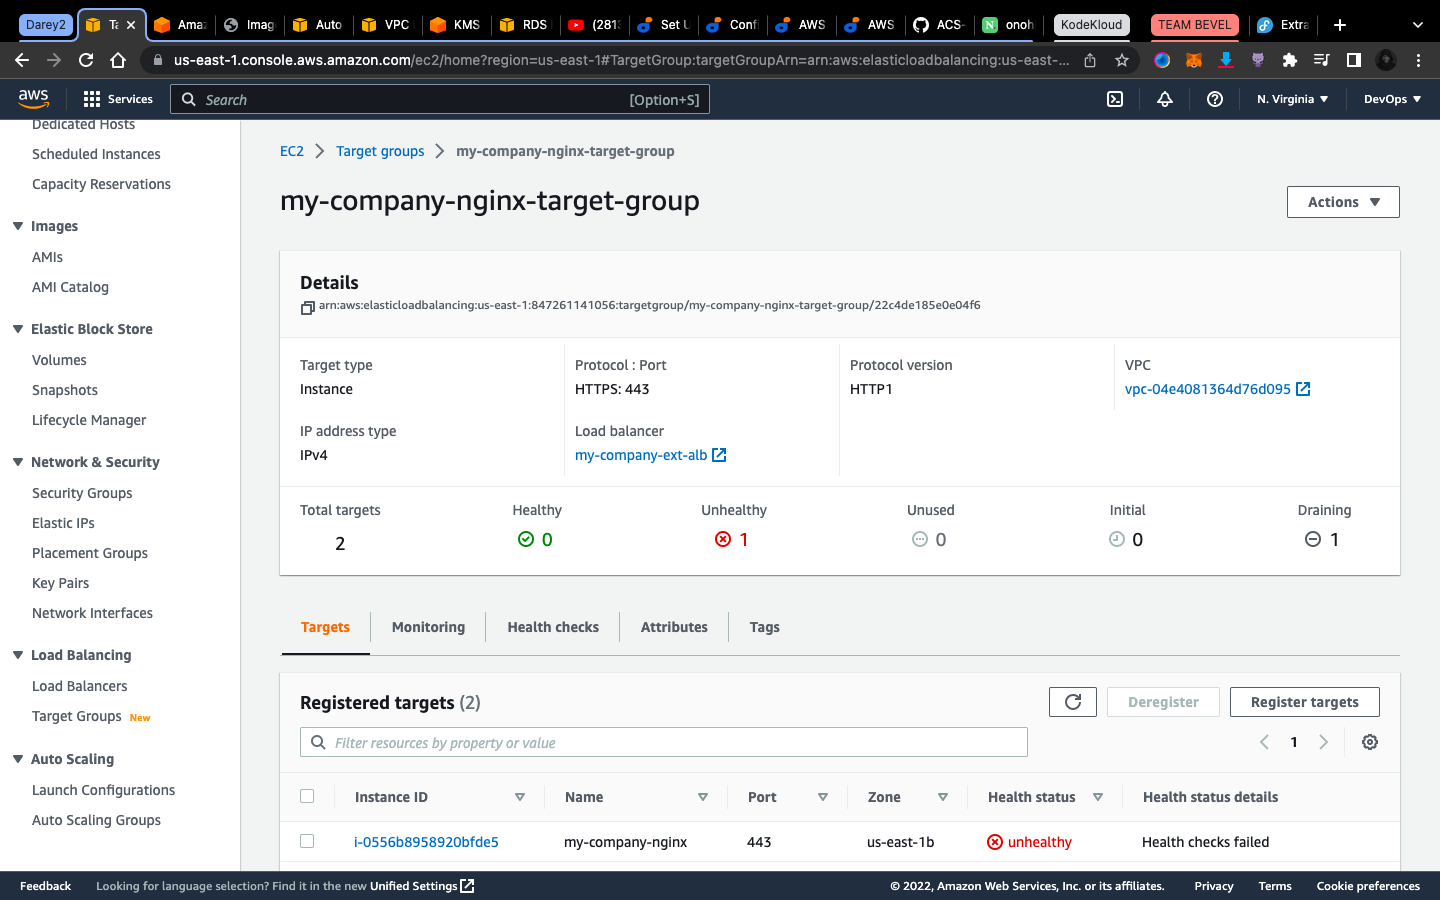 Darey2
Ta
Amaz
Imag
Auto
VPC
KMS
RDS
(281
Set U
Confi
AWS
AWS
ACS-
onoh
KodeKloud
TEAM BEVEL
Extra
us-east-1.console.aws.amazon.com/ec2/home?region=us-east-1#TargetGroup:targetGroupArn=arn:aws:elasticloadbalancing:us-east-...
aws
Services
Search
[Option+S]
N. Virginia
DevOps
Dedicated Hosts
Scheduled Instances
Capacity Reservations
Images
AMIs
AMI Catalog
Elastic Block Store
Volumes
Snapshots
Lifecycle Manager
Network & Security
Security Groups
Elastic IPs
Placement Groups
Key Pairs
Network Interfaces
Load Balancing
Load Balancers
Target Groups New
Auto Scaling
Launch Configurations
Auto Scaling Groups
EC2 > Target groups > my-company-nginx-target-group
my-company-nginx-target-group
Actions
Details
arn:aws:elasticloadbalancing:us-east-1:847261141056:targetgroup/my-company-nginx-target-group/22c4de185e0e04f6
Target type
Instance
Protocol : Port
HTTPS: 443
Protocol version
HTTP1
VPC
vpc-04e4081364d76d095
IP address type
IPv4
Load balancer
my-company-ext-alb
Total targets
2
Healthy
0
Unhealthy
1
Unused
0
Initial
0
Draining
1
Targets
Monitoring
Health checks
Attributes
Tags
Registered targets (2)
Deregister
Register targets
Filter resources by property or value
1
Instance ID
Name
Port
Zone
Health status
Health status details
i-0556b8958920bfde5
my-company-nginx
443
us-east-1b
unhealthy
Health checks failed
Feedback
Looking for language selection? Find it in the new Unified Settings
© 2022, Amazon Web Services, Inc. or its affiliates.
Privacy
Terms
Cookie preferences